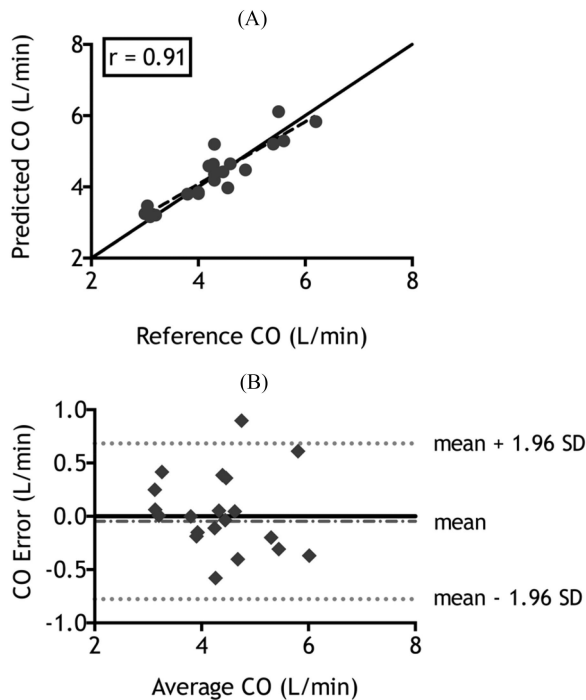 (A)
r = 0.91
Predicted CO (L/min)
8
6
4
2
2 4 6 8
Reference CO (L/min)
(B)
CO Error (L/min)
1.0
0.5
0.0
-0.5
-1.0
mean + 1.96 SD
mean
mean - 1.96 SD
2 4 6 8
Average CO (L/min)